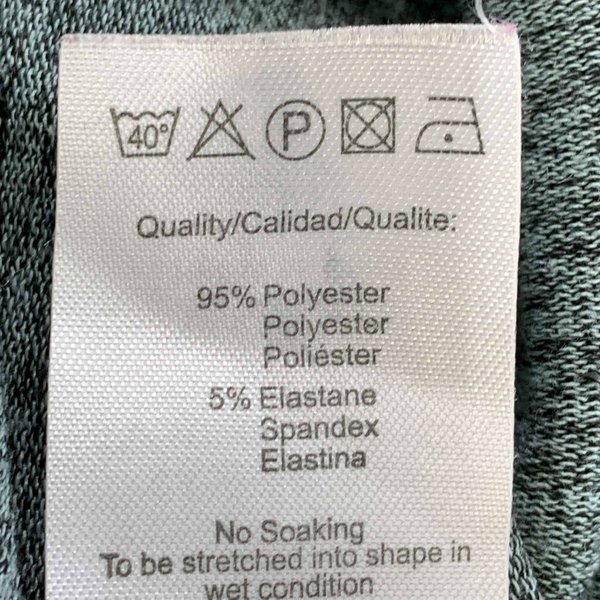 40°
P
Quality/Calidad/Qualite:
95% Polyester
Polyester
Poliéster
5% Elastane
Spandex
Elastina
No Soaking
To be stretched into shape in
wet condition